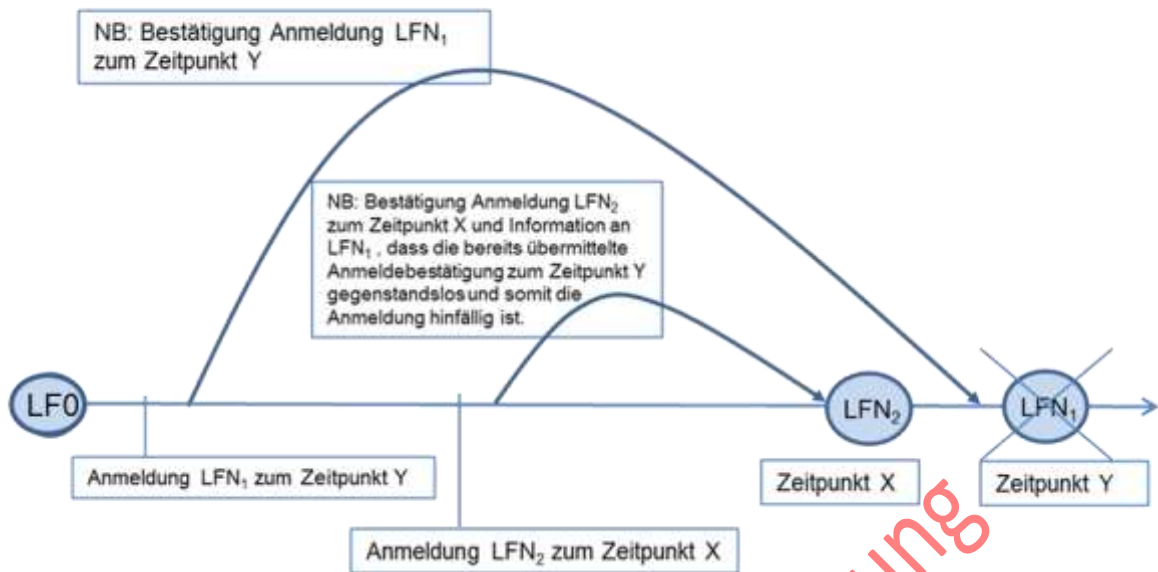 NB: Bestätigung Anmeldung LFN₁
zum Zeitpunkt Y
NB: Bestätigung Anmeldung LFN₂
zum Zeitpunkt X und Information an
LFN₁ , dass die bereits übermittelte
Anmeldebestätigung zum Zeitpunkt Y
gegenstandslos und somit die
Anmeldung hinfällig ist.
LF0
LFN₂
LFN₁
Anmeldung LFN₁ zum Zeitpunkt Y
Zeitpunkt X
Zeitpunkt Y
Anmeldung LFN₂ zum Zeitpunkt X
ung